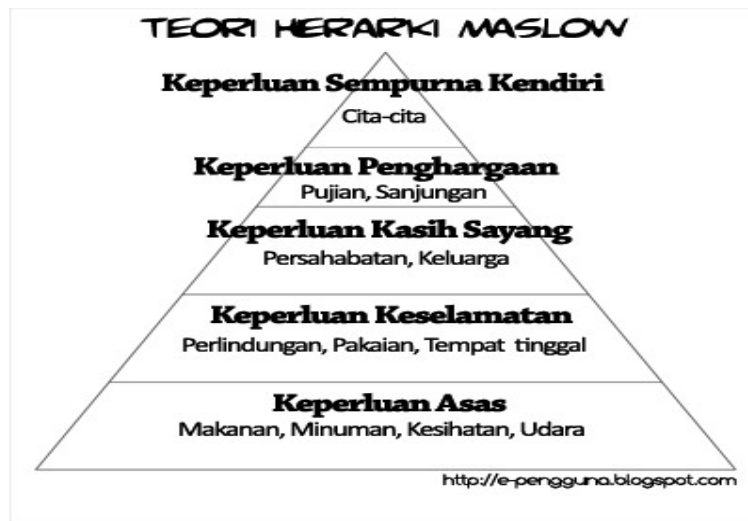 TEORI HIERARKI MASLOW
Keperluan Sempurna Kendiri
Cita-cita
Keperluan Penghargaan
Pujian, Sanjungan
Keperluan Kasih Sayang
Persahabatan, Keluarga
Keperluan Keselamatan
Perlindungan, Pakaian, Tempat tinggal
Keperluan Asas
Makanan, Minuman, Kesihatan, Udara
http://e-pengguna.blogspot.com